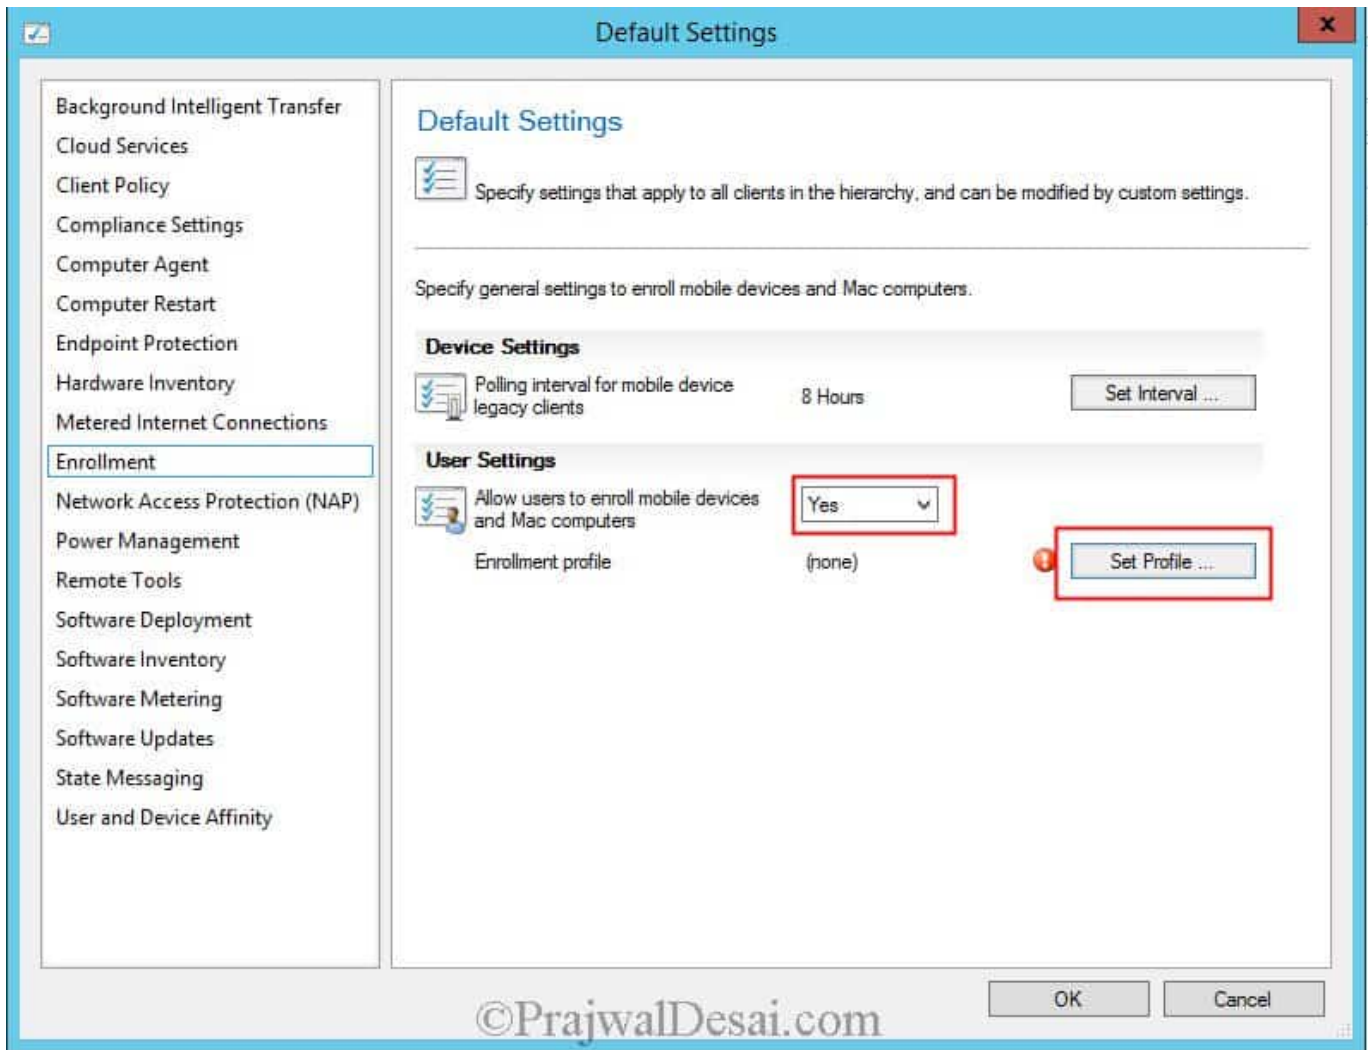 Default Settings
x
Background Intelligent Transfer
Cloud Services
Client Policy
Compliance Settings
Computer Agent
Computer Restart
Endpoint Protection
Hardware Inventory
Metered Internet Connections
Enrollment
Network Access Protection (NAP)
Power Management
Remote Tools
Software Deployment
Software Inventory
Software Metering
Software Updates
State Messaging
User and Device Affinity
Default Settings
Specify settings that apply to all clients in the hierarchy, and can be modified by custom settings.
Specify general settings to enroll mobile devices and Mac computers.
Device Settings
Polling interval for mobile device
legacy clients
8 Hours
Set Interval ...
User Settings
Allow users to enroll mobile devices
and Mac computers
Yes
Enrollment profile
(none)
Set Profile ...
OK
Cancel
©PrajwalDesai.com